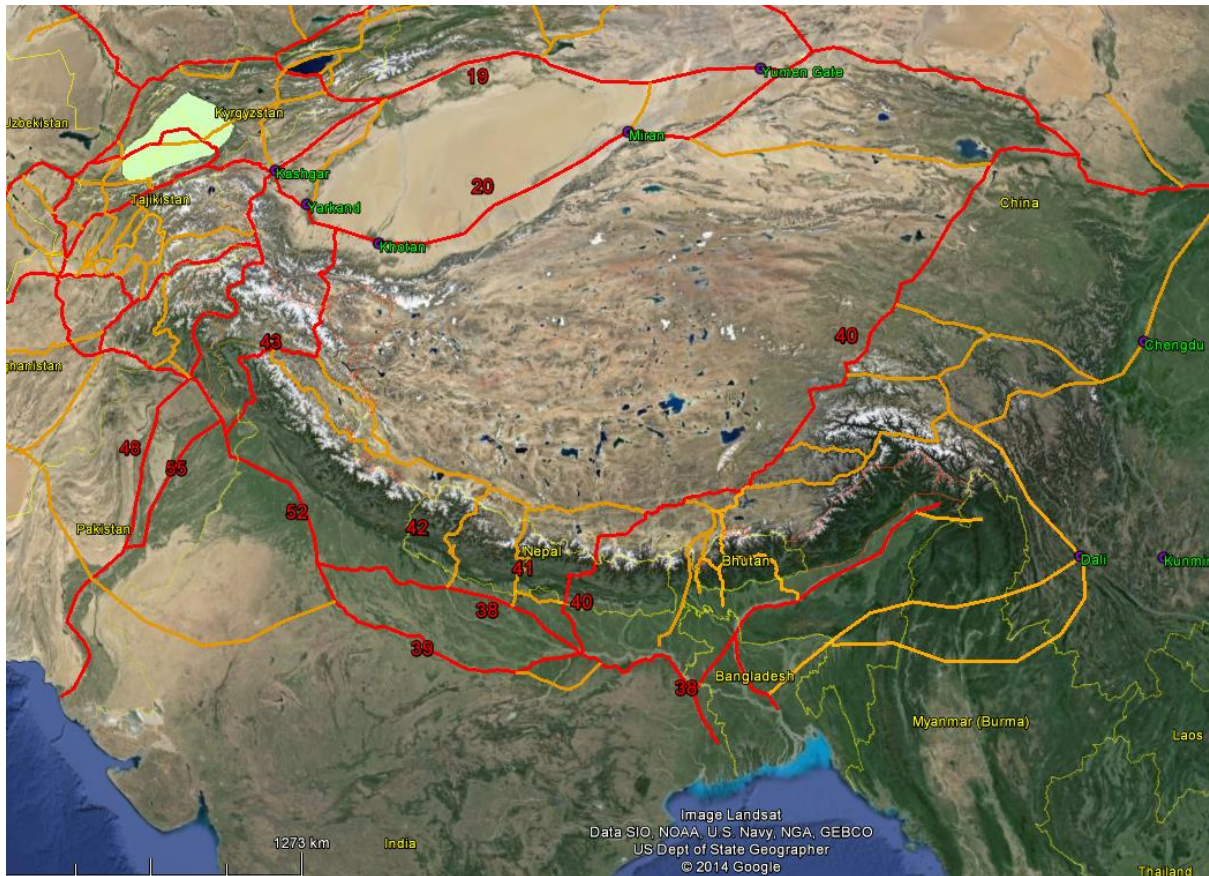 19
Yumen Gate
Kyrgyzstan
Uzbekistan
Miran
Kashgar
20
Tajikistan
Yarkand
China
Khotan
43
40
Chengdu
ghanistan
48
55
52
42
Pakistan
Nepal
41
Bhutan
Dali
Kunmin
38
40
39
Bangladesh
38
Myanmar (Burma)
Laos
Image Landsat
Data SIO, NOAA, U.S. Navy, NGA, GEBCO
US Dept of State Geographer
© 2014 Google
1273 km
India
Thailand